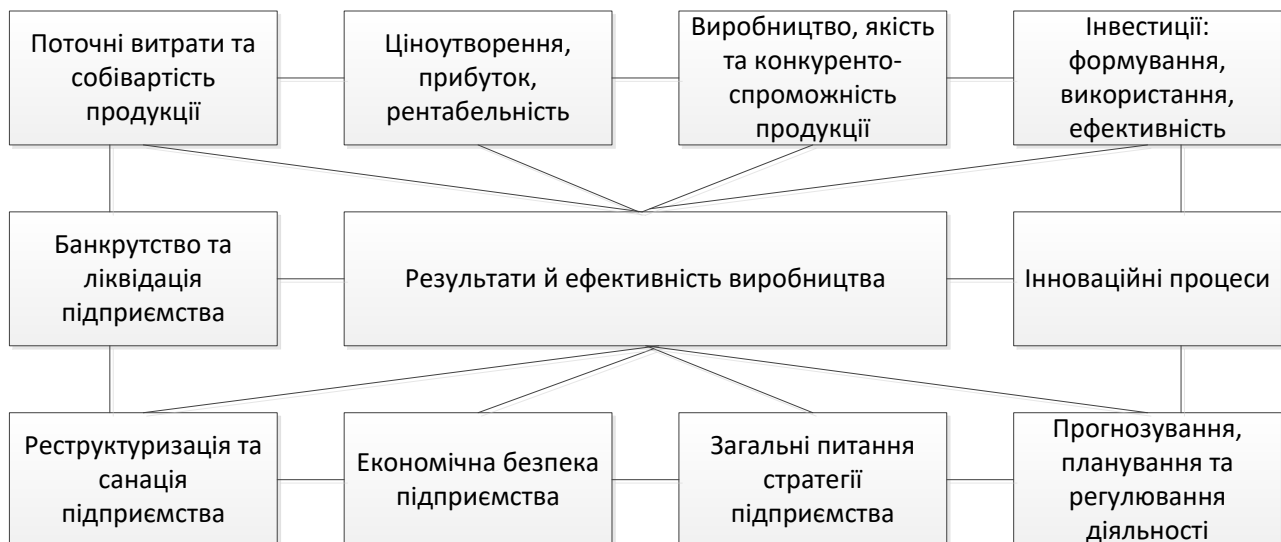 Поточні витрати та
собівартість
продукції
Ціноутворення,
прибуток,
рентабельність
Виробництво, якість
та конкуренто-
спроможність
продукції
Інвестиції:
формування,
використання,
ефективність
Банкрутство та
ліквідація
підприємства
Результати й ефективність виробництва
Інноваційні процеси
Реструктуризація та
санація
підприємства
Економічна безпека
підприємства
Загальні питання
стратегії
підприємства
Прогнозування,
планування та
регулювання
діяльності